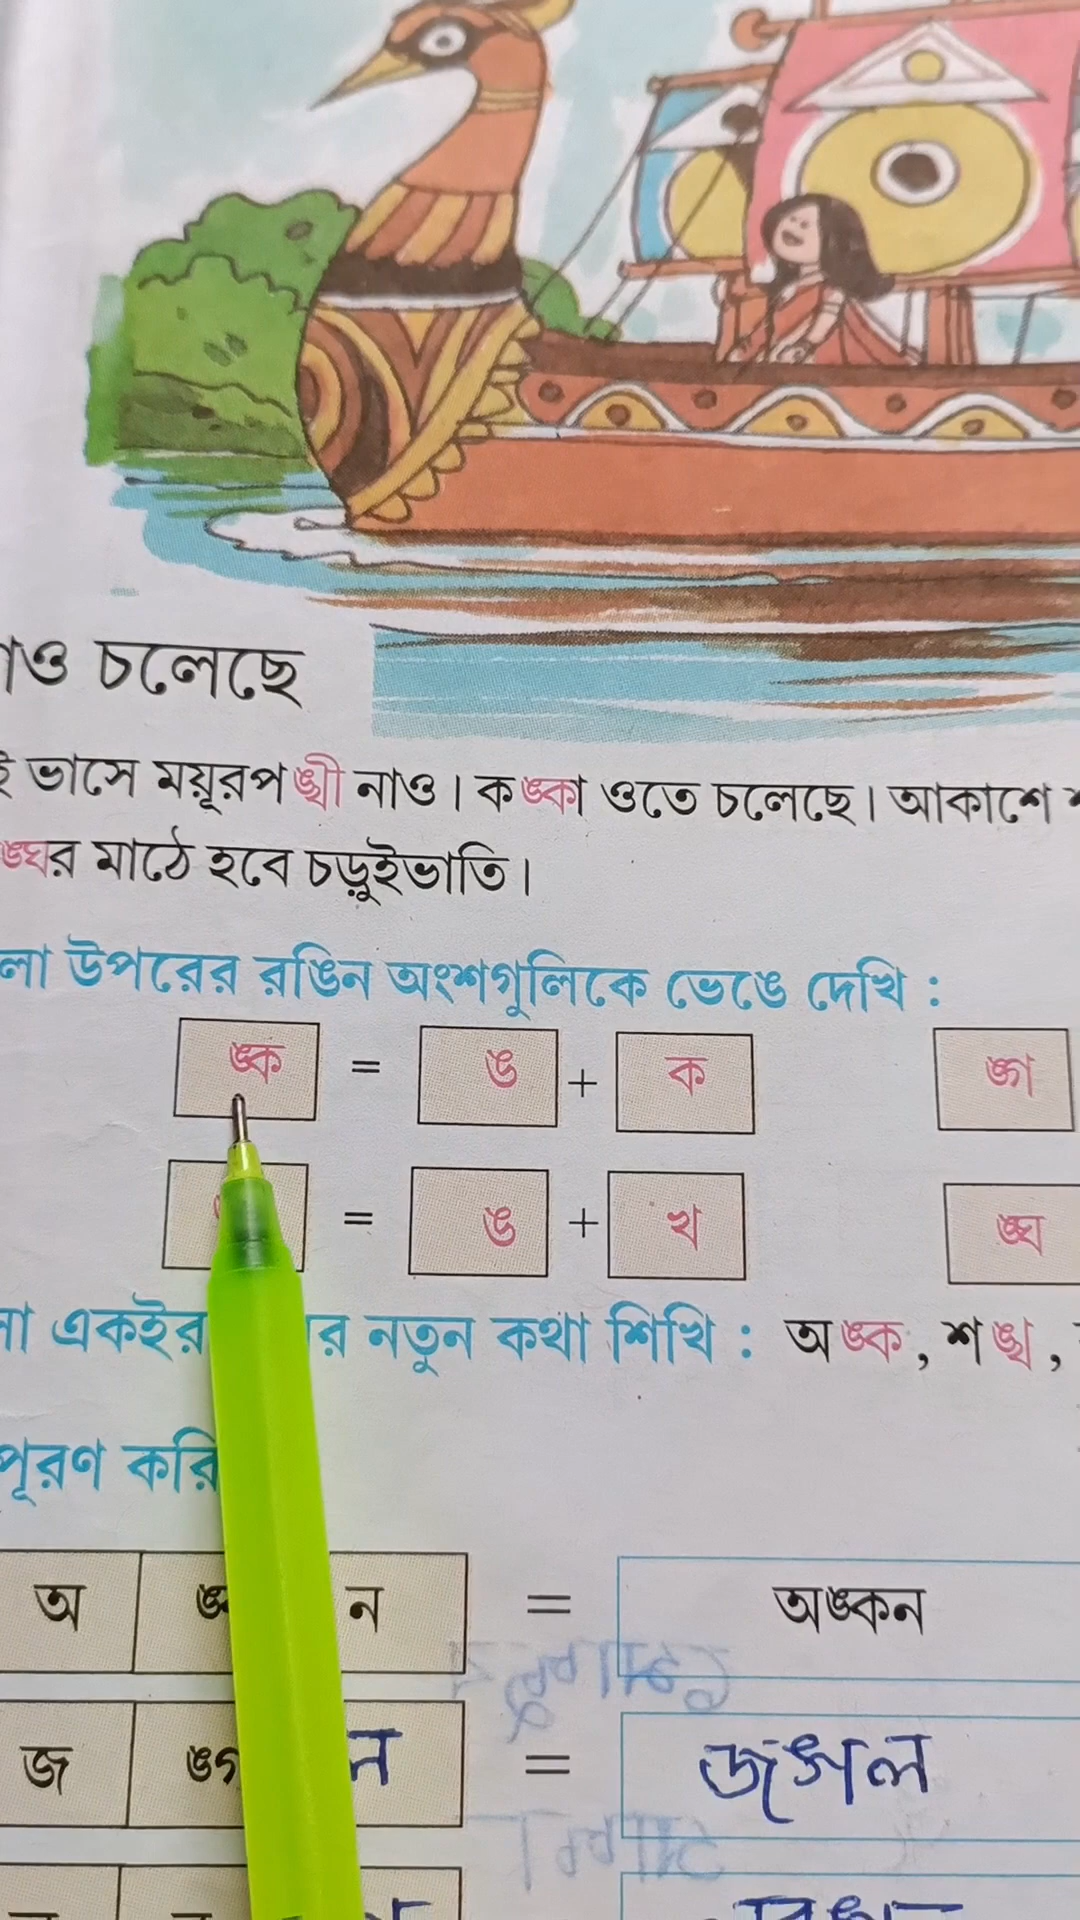 ও চলেছে
ভাসে ময়ূরপঙ্খী নাও। কঙ্কা ওতে চলেছে। আকাশে
ঙ্ঘর মাঠে হবে চড়ুইভাতি।
উপরের রঙিন অংশগুলিকে ভেঙে দেখি :
ঙ্ক = ঙ + ক ঙ্গ
= ঙ + খ ঙ্ঘ
একইর র নতুন কথা শিখি : অঙ্ক, শঙ্খ,
পূরণ করি
অ ঙ্ক ন = অঙ্কন
জ ঙ্গ ল = জঙ্গল